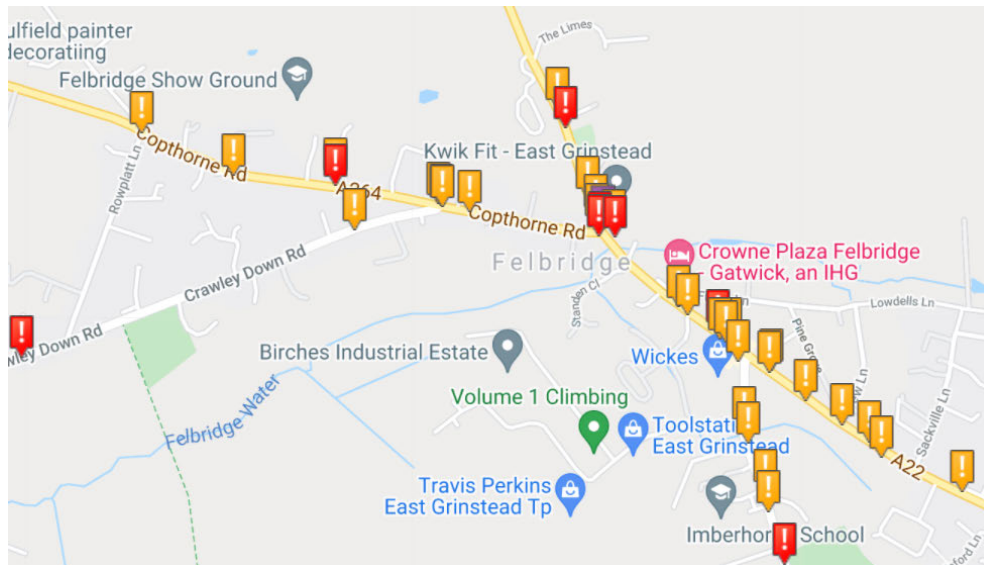 The Limes
ulfield painter
decoratiing
Felbridge Show Ground
Kwik Fit - East Grinstead
Copthorne Rd
Rowplatt Ln
A264
Copthorne Rd
Felbridge
Crowne Plaza Felbridge
- Gatwick, an IHG
Crawley Down Rd
Standen Cl
Lowdells Ln
wley Down Rd
Birches Industrial Estate
Wickes
Pine Grove
Volume 1 Climbing
Felbridge Water
Toolstati
East Grinstead
Sackville Ln
A22
Travis Perkins
East Grinstead Tp
Imberhor
School